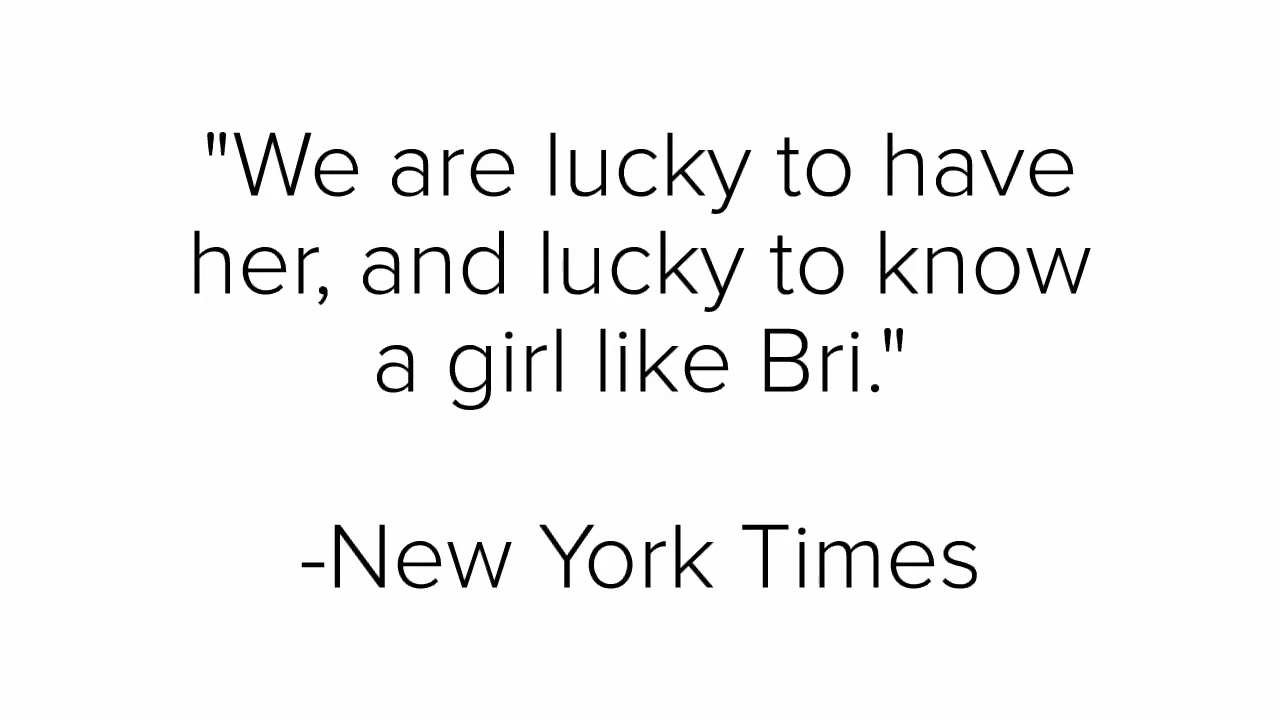 "We are lucky to have
her, and lucky to know
a girl like Bri."
-New York Times